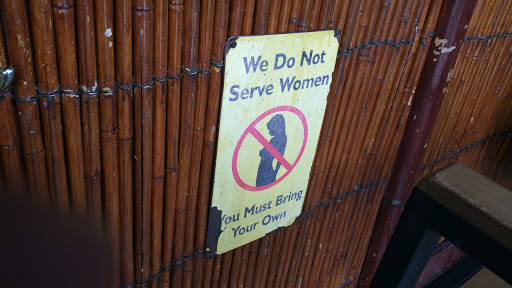 We Do Not
Serve Women
You Must Bring
Your Own